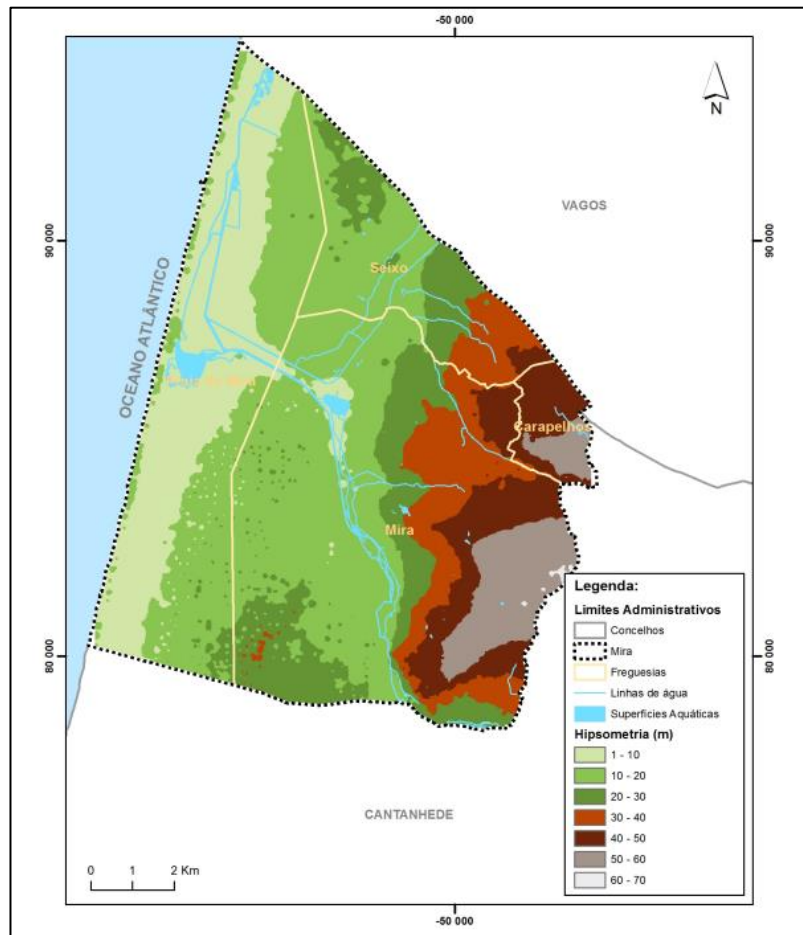 -50 000
N
VAGOS
90 000
90 000
OCEANO ATLÂNTICO
Seixo
Carapelhos
Mira
Legenda:
Limites Administrativos
Concelhos
Mira
Freguesias
Linhas de água
Superfícies Aquáticas
Hipsometria (m)
1 - 10
10 - 20
20 - 30
30 - 40
40 - 50
50 - 60
60 - 70
80 000
80 000
CANTANHEDE
0 1 2 Km
-50 000